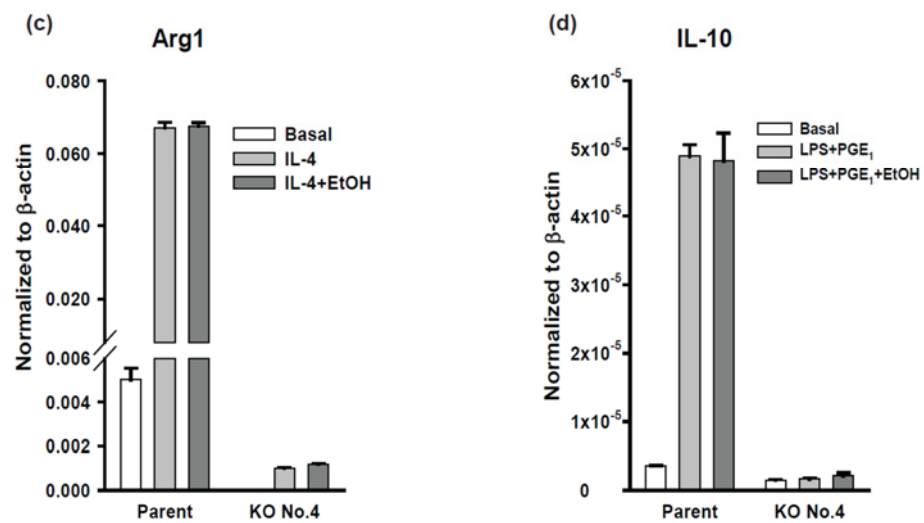 (c)
Arg1
Normalized to β-actin
0.080
0.060
0.040
0.020
0.006
0.004
0.002
0.000
Basal
IL-4
IL-4+EtOH
Parent
KO No.4
(d)
IL-10
Normalized to β-actin
6x10⁻⁵
5x10⁻⁵
4x10⁻⁵
3x10⁻⁵
2x10⁻⁵
1x10⁻⁵
0
Basal
LPS+PGE₁
LPS+PGE₁+EtOH
Parent
KO No.4